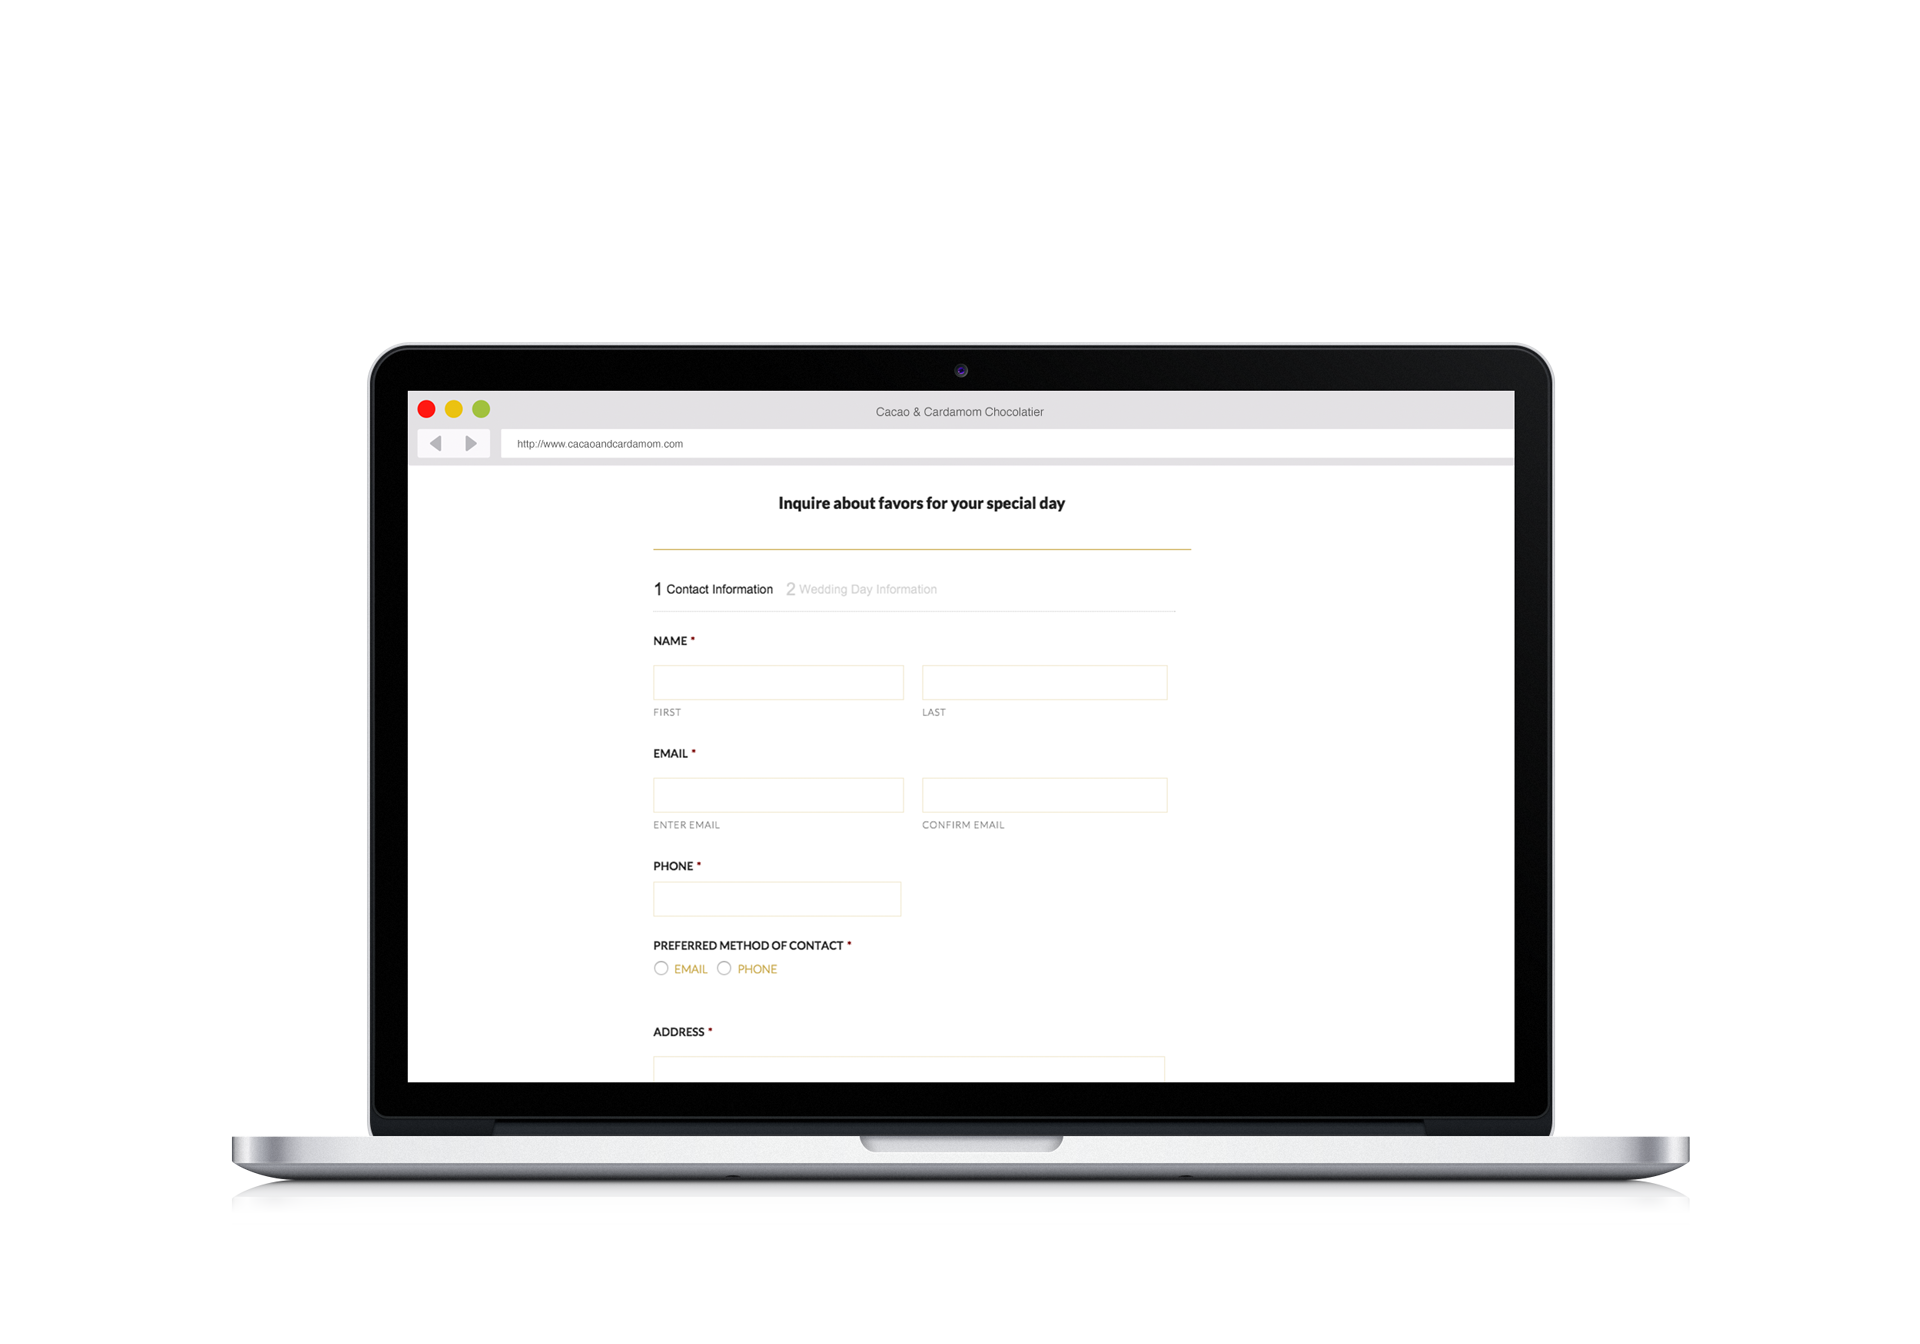 Cacao & Cardamom Chocolatier
http://www.cacaoandcardamom.com
Inquire about favors for your special day
1 Contact Information 2 Wedding Day Information
NAME *
FIRST LAST
EMAIL *
ENTER EMAIL CONFIRM EMAIL
PHONE *
PREFERRED METHOD OF CONTACT *
EMAIL PHONE
ADDRESS *